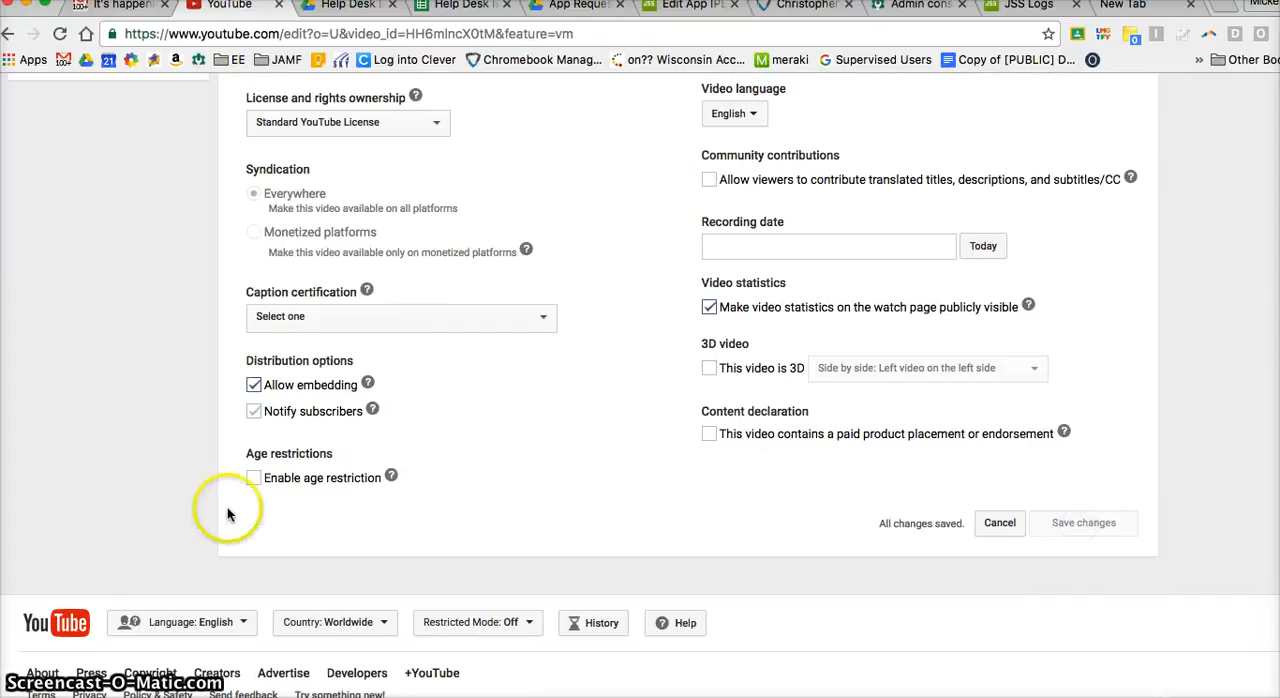 It's happen
YouTube
Help Desk I
Help Desk I
App Reques
Edit App IPE
Christopher
Admin cons
JSS Logs
New Tab
Micke
https://www.youtube.com/edit?o=U&video_id=HH6mlncXOtM&feature=vm
Apps
EE
JAMF
Log into Clever
Chromebook Manag...
on?? Wisconsin Acc...
meraki
Supervised Users
Copy of [PUBLIC] D...
» Other Boo
License and rights ownership
Standard YouTube License
Syndication
Everywhere
Make this video available on all platforms
Monetized platforms
Make this video available only on monetized platforms
Caption certification
Select one
Distribution options
Allow embedding
Notify subscribers
Age restrictions
Enable age restriction
Video language
English
Community contributions
Allow viewers to contribute translated titles, descriptions, and subtitles/CC
Recording date
Today
Video statistics
Make video statistics on the watch page publicly visible
3D video
This video is 3D
Side by side: Left video on the left side
Content declaration
This video contains a paid product placement or endorsement
All changes saved.
Cancel
Save changes
YouTube
Language: English
Country: Worldwide
Restricted Mode: Off
History
Help
About Press Copyright Creators Advertise Developers +YouTube
Terms Privacy Policy & Safety Send feedback Try something new!
Screencast-O-Matic.com